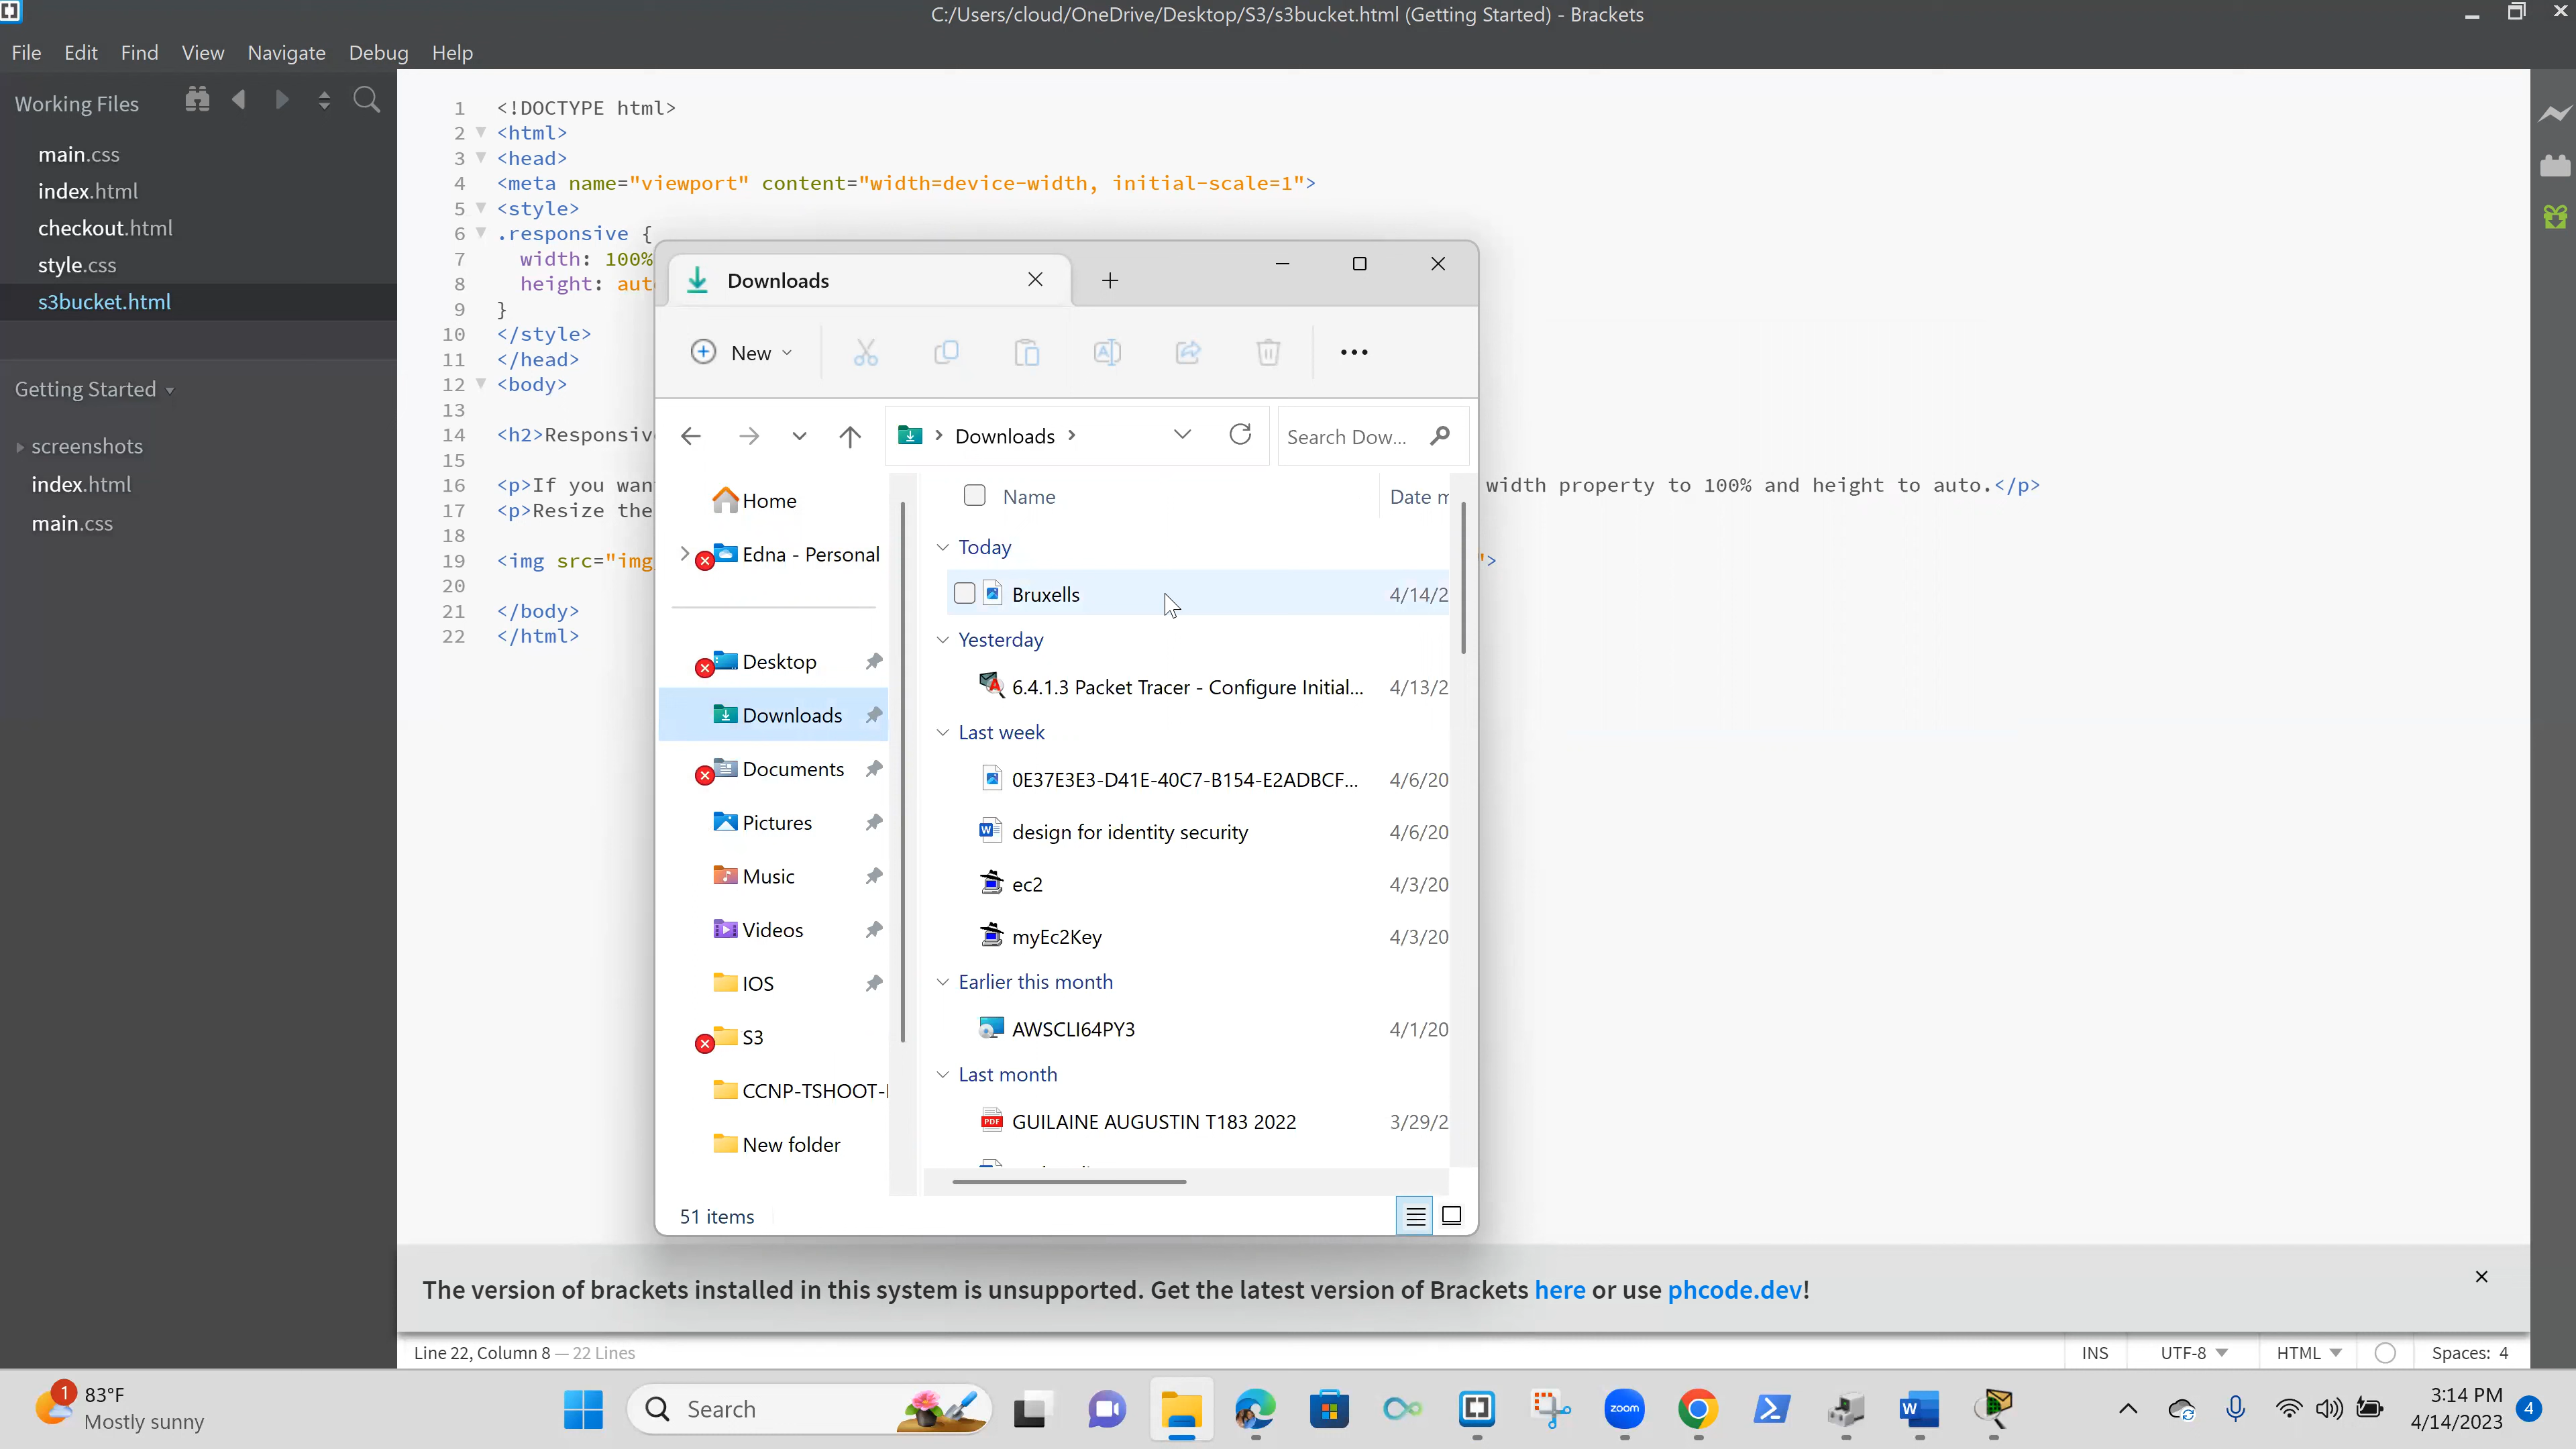 C:/Users/cloud/OneDrive/Desktop/S3/s3bucket.html (Getting Started) - Brackets
File Edit Find View Navigate Debug Help
Working Files
main.css
index.html
checkout.html
style.css
s3bucket.html
Getting Started
screenshots
index.html
main.css
1 <!DOCTYPE html>
2 <html>
3 <head>
4 <meta name="viewport" content="width=device-width, initial-scale=1">
5 <style>
6 .responsive {
7 width: 100%
8 height: aut
9 }
10 </style>
11 </head>
12 <body>
13
14 <h2>Responsiv
15
16 <p>If you wan width property to 100% and height to auto.</p>
17 <p>Resize the
18
19 <img src="img ">
20
21 </body>
22 </html>
Downloads
New
Downloads
Search Dow...
Home
Edna - Personal
Desktop
Downloads
Documents
Pictures
Music
Videos
IOS
S3
CCNP-TSHOOT-
New folder
Name Date m
Today
Bruxells 4/14/2
Yesterday
6.4.1.3 Packet Tracer - Configure Initial... 4/13/2
Last week
0E37E3E3-D41E-40C7-B154-E2ADBCF... 4/6/20
design for identity security 4/6/20
ec2 4/3/20
myEc2Key 4/3/20
Earlier this month
AWSCLI64PY3 4/1/20
Last month
GUILAINE AUGUSTIN T183 2022 3/29/2
51 items
The version of brackets installed in this system is unsupported. Get the latest version of Brackets here or use phcode.dev!
Line 22, Column 8 — 22 Lines
INS UTF-8 HTML Spaces: 4
1
83°F
Mostly sunny
Search
zoom
3:14 PM
4/14/2023
4